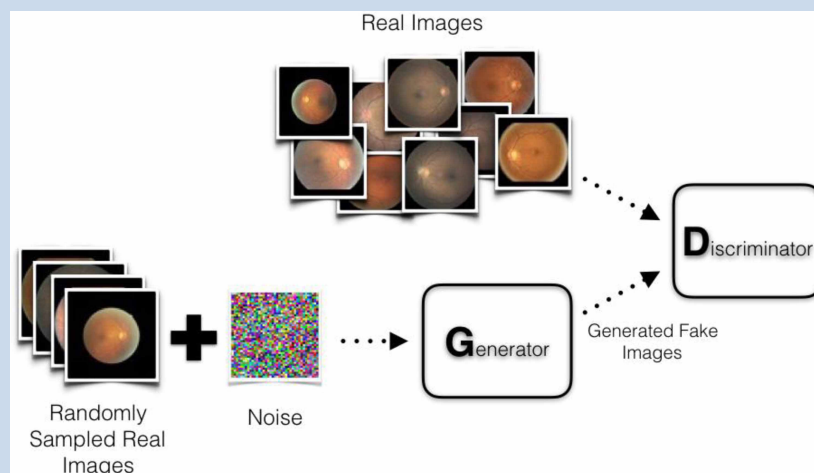 Real Images
Discriminator
Generator
Generated Fake
Images
Randomly
Sampled Real
Images
Noise